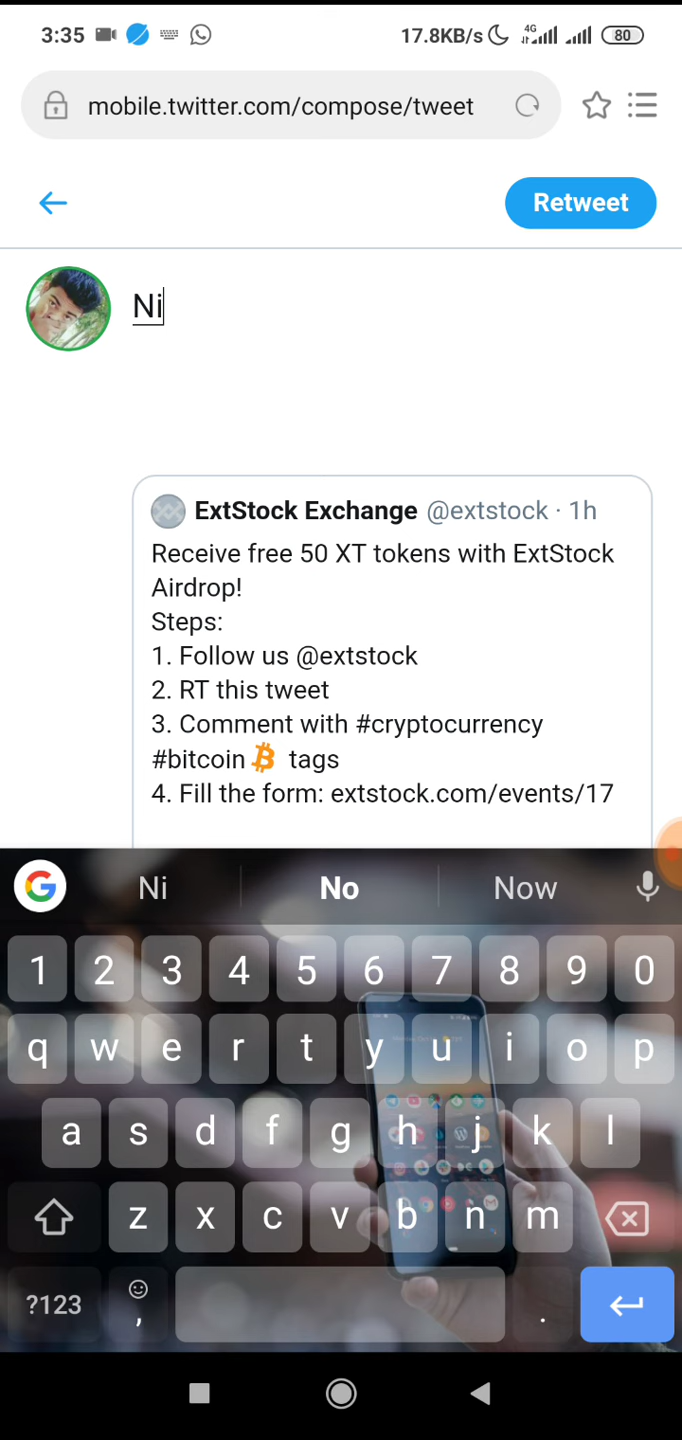 3:35 17.8KB/s 4G 80
mobile.twitter.com/compose/tweet
Retweet
Ni
ExtStock Exchange @extstock · 1h
Receive free 50 XT tokens with ExtStock
Airdrop!
Steps:
1. Follow us @extstock
2. RT this tweet
3. Comment with #cryptocurrency
#bitcoin tags
4. Fill the form: extstock.com/events/17
G Ni No Now
1 2 3 4 5 6 7 8 9 0
q w e r t y u i o p
a s d f g h j k l
z x c v b n m
?123 , .